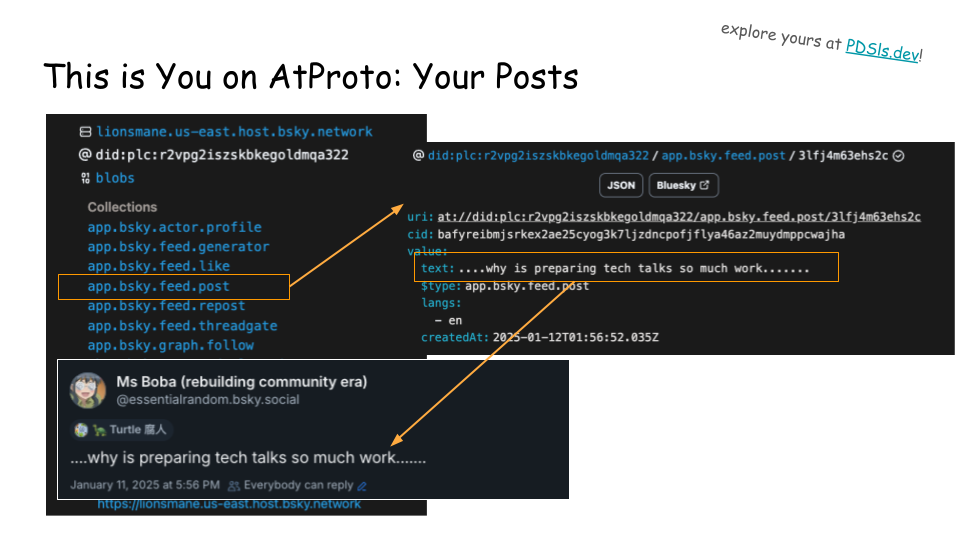 explore yours at PDSls.dev!
This is You on AtProto: Your Posts
lionsmane.us-east.host.bsky.network
@ did:plc:r2vpg2iszskbkegoldmqa322
blobs
Collections
app.bsky.actor.profile
app.bsky.feed.generator
app.bsky.feed.like
app.bsky.feed.post
app.bsky.feed.repost
app.bsky.feed.threadgate
app.bsky.graph.follow
@ did:plc:r2vpg2iszskbkegoldmqa322 / app.bsky.feed.post / 3lfj4m63ehs2c
JSON Bluesky
uri: at://did:plc:r2vpg2iszskbkegoldmqa322/app.bsky.feed.post/3lfj4m63ehs2c
cid: bafyreibmjsrkex2ae25cyog3k7ljzdncpofjflya46az2muydmppcwajha
value:
text: ....why is preparing tech talks so much work.......
$type: app.bsky.feed.post
langs:
- en
createdAt: 2025-01-12T01:56:52.035Z
Ms Boba (rebuilding community era)
@essentialrandom.bsky.social
Turtle 腐人
....why is preparing tech talks so much work.......
January 11, 2025 at 5:56 PM Everybody can reply
https://lionsmane.us-east.host.bsky.network